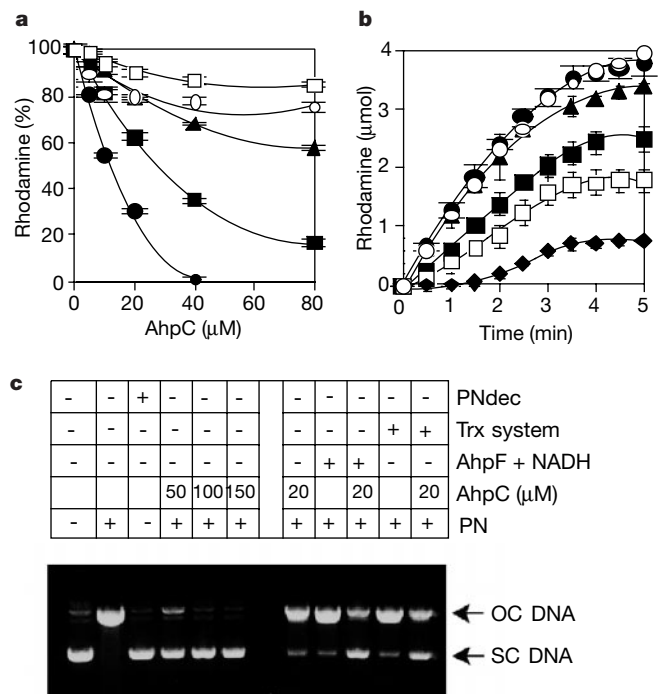 a
100
80
60
40
20
0
Rhodamine (%)
0 20 40 60 80
AhpC (µM)
b
4
3
2
1
0
Rhodamine (µmol)
0 1 2 3 4 5
Time (min)
c
- - + - - - - - - - - PNdec
- - - - - - - - - + + Trx system
- - - - - - - + + - - AhpF + NADH
50 100 150 20 20 20 AhpC (µM)
- + - + + + + + + + + PN
OC DNA
SC DNA